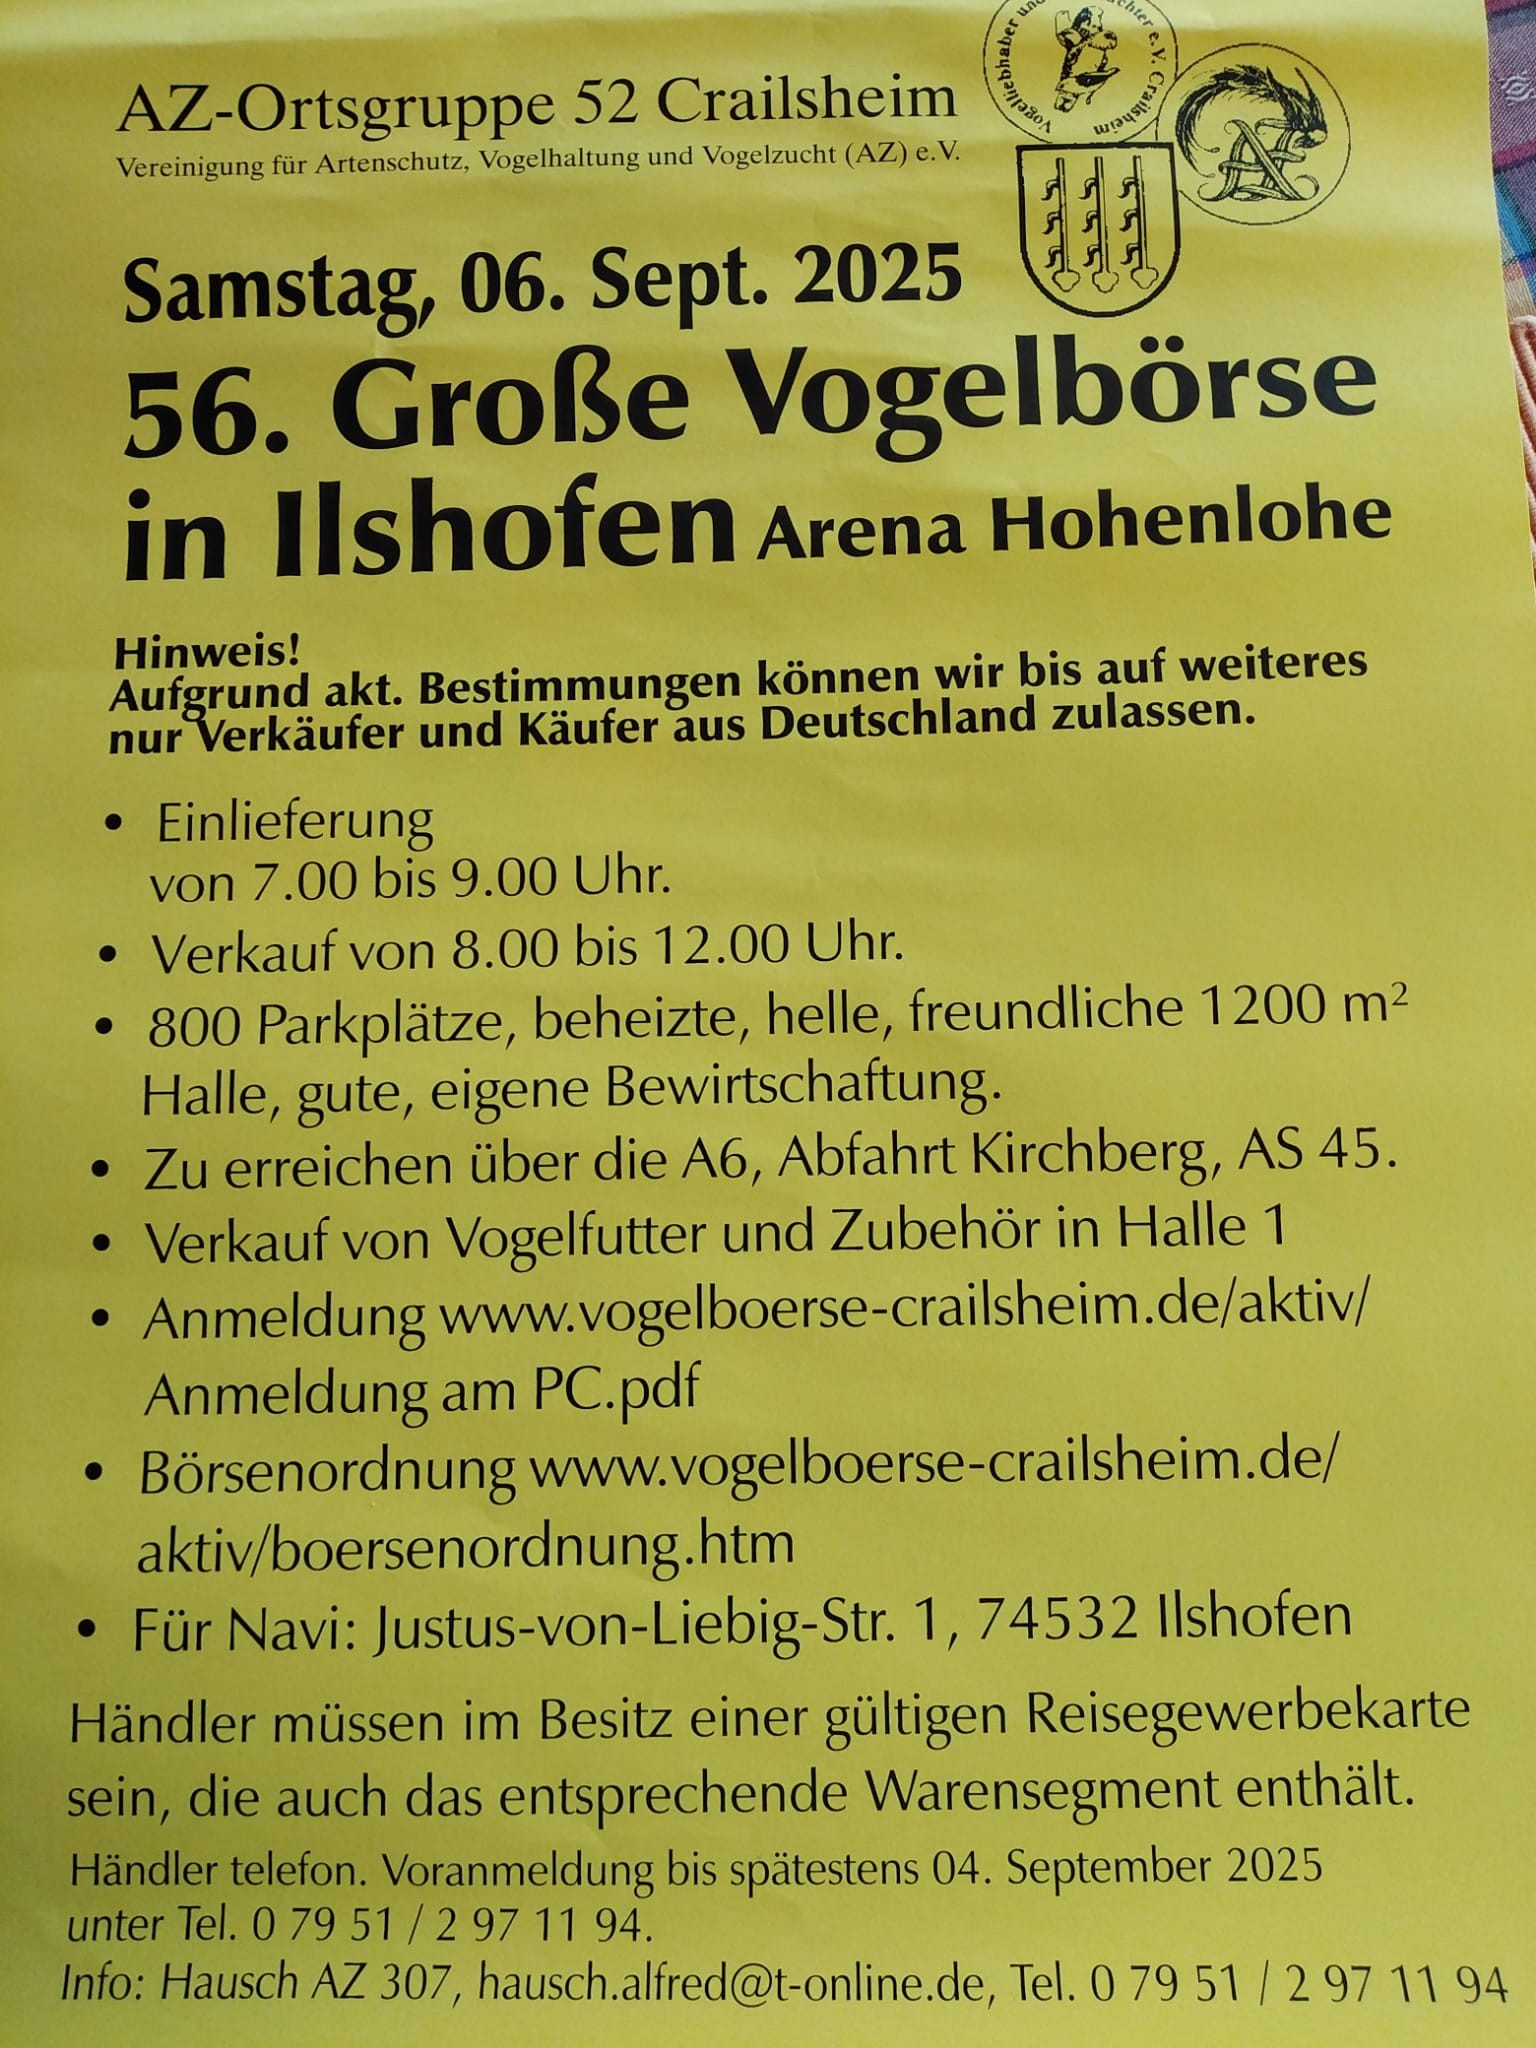 AZ-Ortsgruppe 52 Crailsheim
Vereinigung für Artenschutz, Vogelhaltung und Vogelzucht (AZ) e.V.
Vogelliebhaber und e.V. Crailsheim
AZ
Samstag, 06. Sept. 2025
56. Große Vogelbörse
in Ilshofen Arena Hohenlohe
Hinweis!
Aufgrund akt. Bestimmungen können wir bis auf weiteres
nur Verkäufer und Käufer aus Deutschland zulassen.
• Einlieferung
von 7.00 bis 9.00 Uhr.
• Verkauf von 8.00 bis 12.00 Uhr.
• 800 Parkplätze, beheizte, helle, freundliche 1200 m²
Halle, gute, eigene Bewirtschaftung.
• Zu erreichen über die A6, Abfahrt Kirchberg, AS 45.
• Verkauf von Vogelfutter und Zubehör in Halle 1
• Anmeldung www.vogelboerse-crailsheim.de/aktiv/
Anmeldung am PC.pdf
• Börsenordnung www.vogelboerse-crailsheim.de/
aktiv/boersenordnung.htm
• Für Navi: Justus-von-Liebig-Str. 1, 74532 Ilshofen
Händler müssen im Besitz einer gültigen Reisegewerbekarte
sein, die auch das entsprechende Warensegment enthält.
Händler telefon. Voranmeldung bis spätestens 04. September 2025
unter Tel. 0 79 51 / 2 97 11 94.
Info: Hausch AZ 307, hausch.alfred@t-online.de, Tel. 0 79 51 / 2 97 11 94